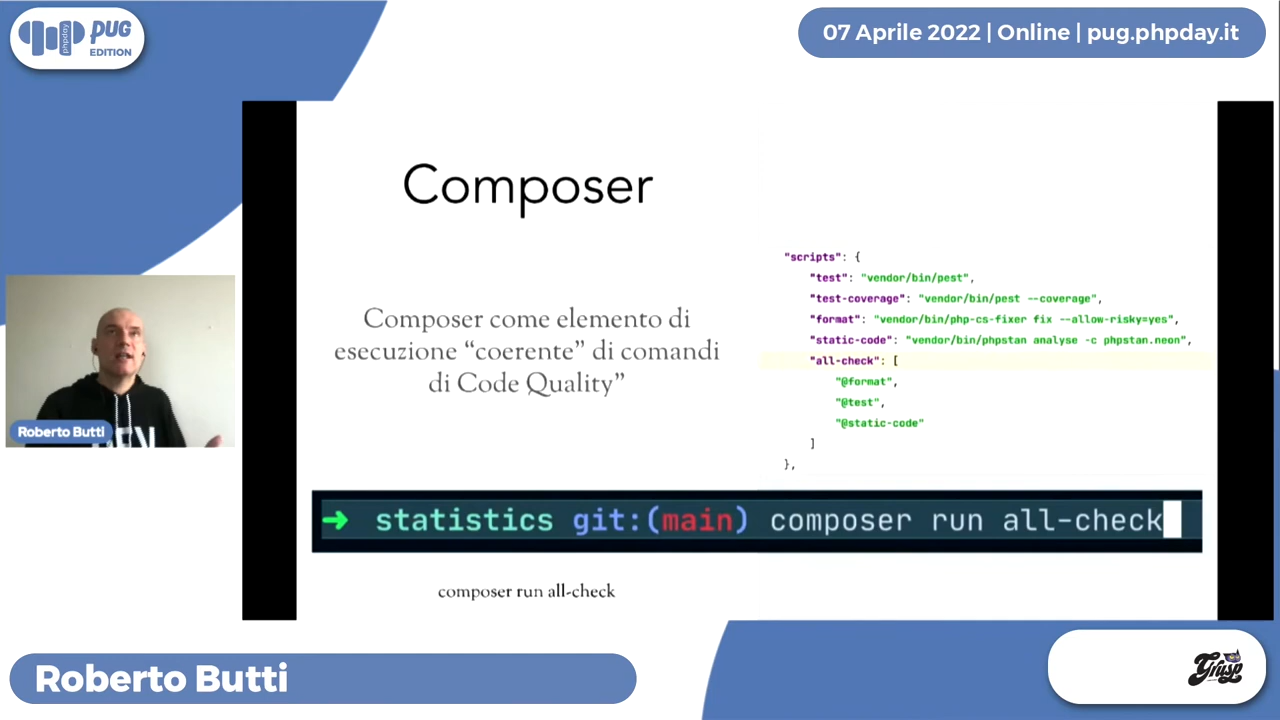 phpday
PUG
EDITION
07 Aprile 2022 | Online | pug.phpday.it
Composer
Composer come elemento di
esecuzione “coerente” di comandi
di Code Quality”
"scripts": {
"test": "vendor/bin/pest",
"test-coverage": "vendor/bin/pest --coverage",
"format": "vendor/bin/php-cs-fixer fix --allow-risky=yes",
"static-code": "vendor/bin/phpstan analyse -c phpstan.neon",
"all-check": [
"@format",
"@test",
"@static-code"
]
},
➜ statistics git:(main) composer run all-check
composer run all-check
Roberto Butti
Roberto Butti
Grusp